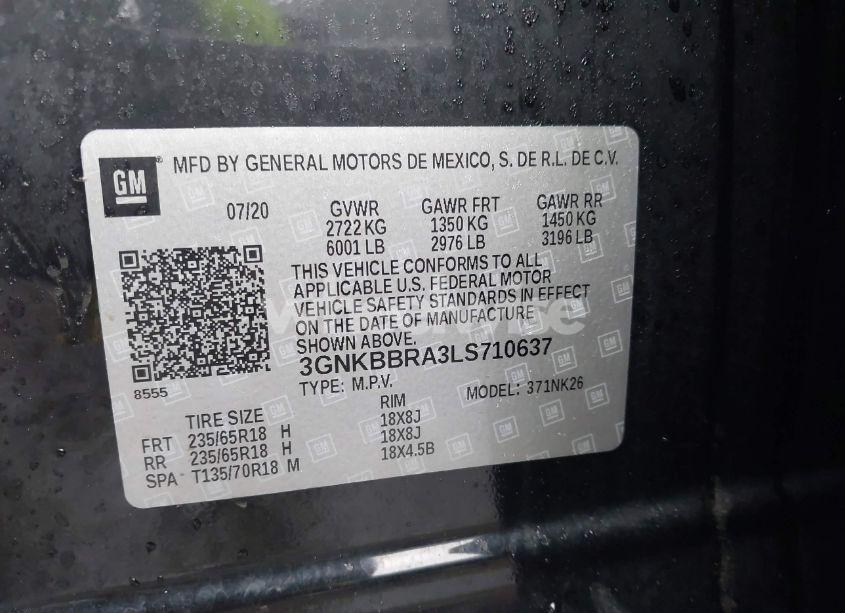 GM MFD BY GENERAL MOTORS DE MEXICO, S. DE R.L. DE C.V.
07/20 GVWR GAWR FRT GAWR RR
2722 KG 1350 KG 1450 KG
6001 LB 2976 LB 3196 LB
THIS VEHICLE CONFORMS TO ALL
APPLICABLE U.S. FEDERAL MOTOR
VEHICLE SAFETY STANDARDS IN EFFECT
ON THE DATE OF MANUFACTURE
SHOWN ABOVE.
3GNKBBRA3LS710637
8555 TYPE: M.P.V. MODEL: 371NK26
TIRE SIZE RIM
FRT 235/65R18 H 18X8J
RR 235/65R18 H 18X8J
SPA T135/70R18 M 18X4.5B